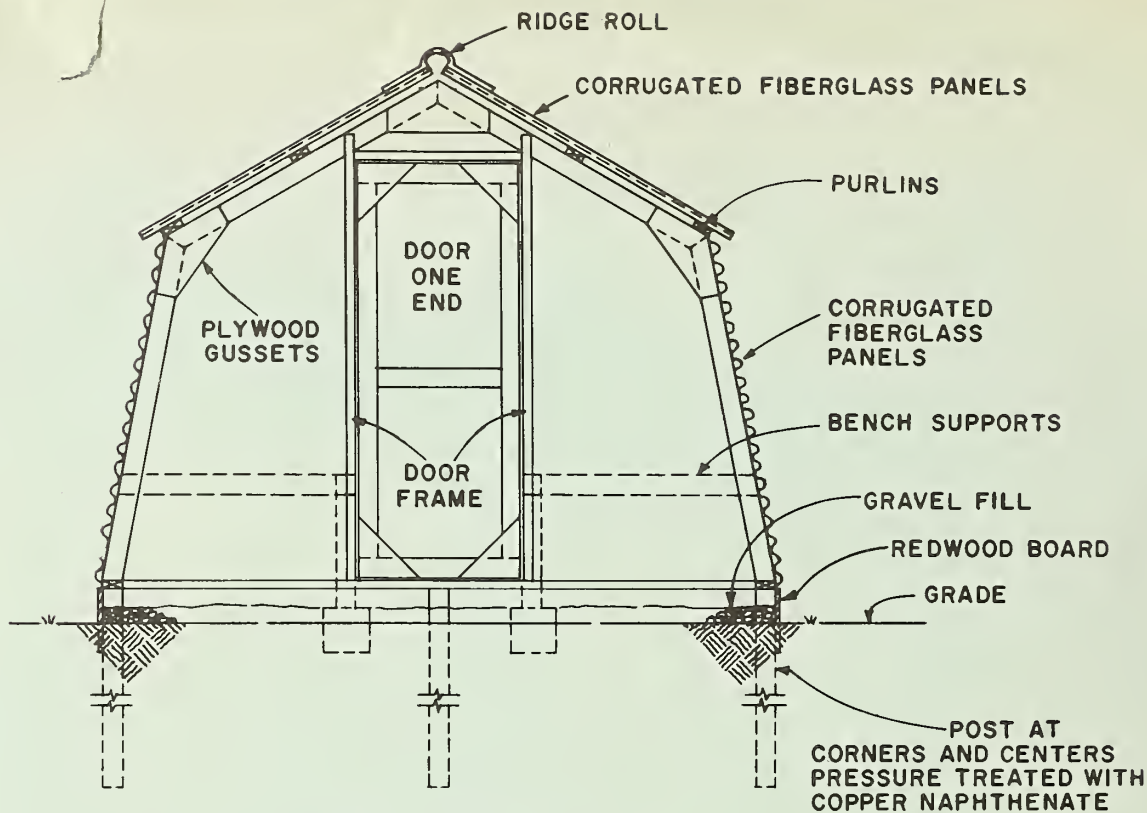 RIDGE ROLL
CORRUGATED FIBERGLASS PANELS
PURLINS
DOOR
ONE
END
PLYWOOD
GUSSETS
CORRUGATED
FIBERGLASS
PANELS
BENCH SUPPORTS
DOOR
FRAME
GRAVEL FILL
REDWOOD BOARD
GRADE
POST AT
CORNERS AND CENTERS
PRESSURE TREATED WITH
COPPER NAPHTHENATE